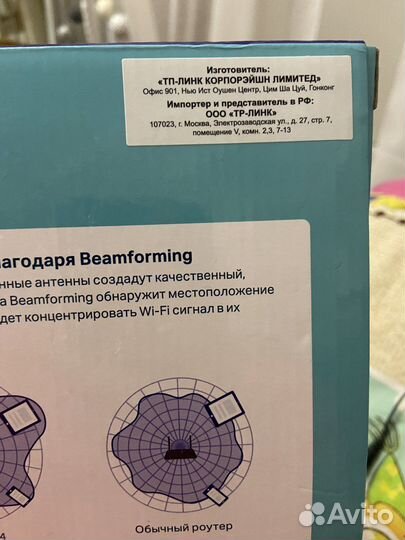 Изготовитель:
«ТП-ЛИНК КОРПОРЭЙШН ЛИМИТЕД»
Офис 901, Нью Ист Оушен Центр, Цим Ша Цуй, Гонконг
Импортер и представитель в РФ:
ООО «ТР-ЛИНК»
107023, г. Москва, Электрозаводская ул., д. 27, стр. 7,
помещение V, комн. 2,3, 7-13
лагодаря Beamforming
нные антенны создадут качественный,
а Beamforming обнаружит местоположение
дет концентрировать Wi-Fi сигнал в их
4
Обычный роутер
Avito